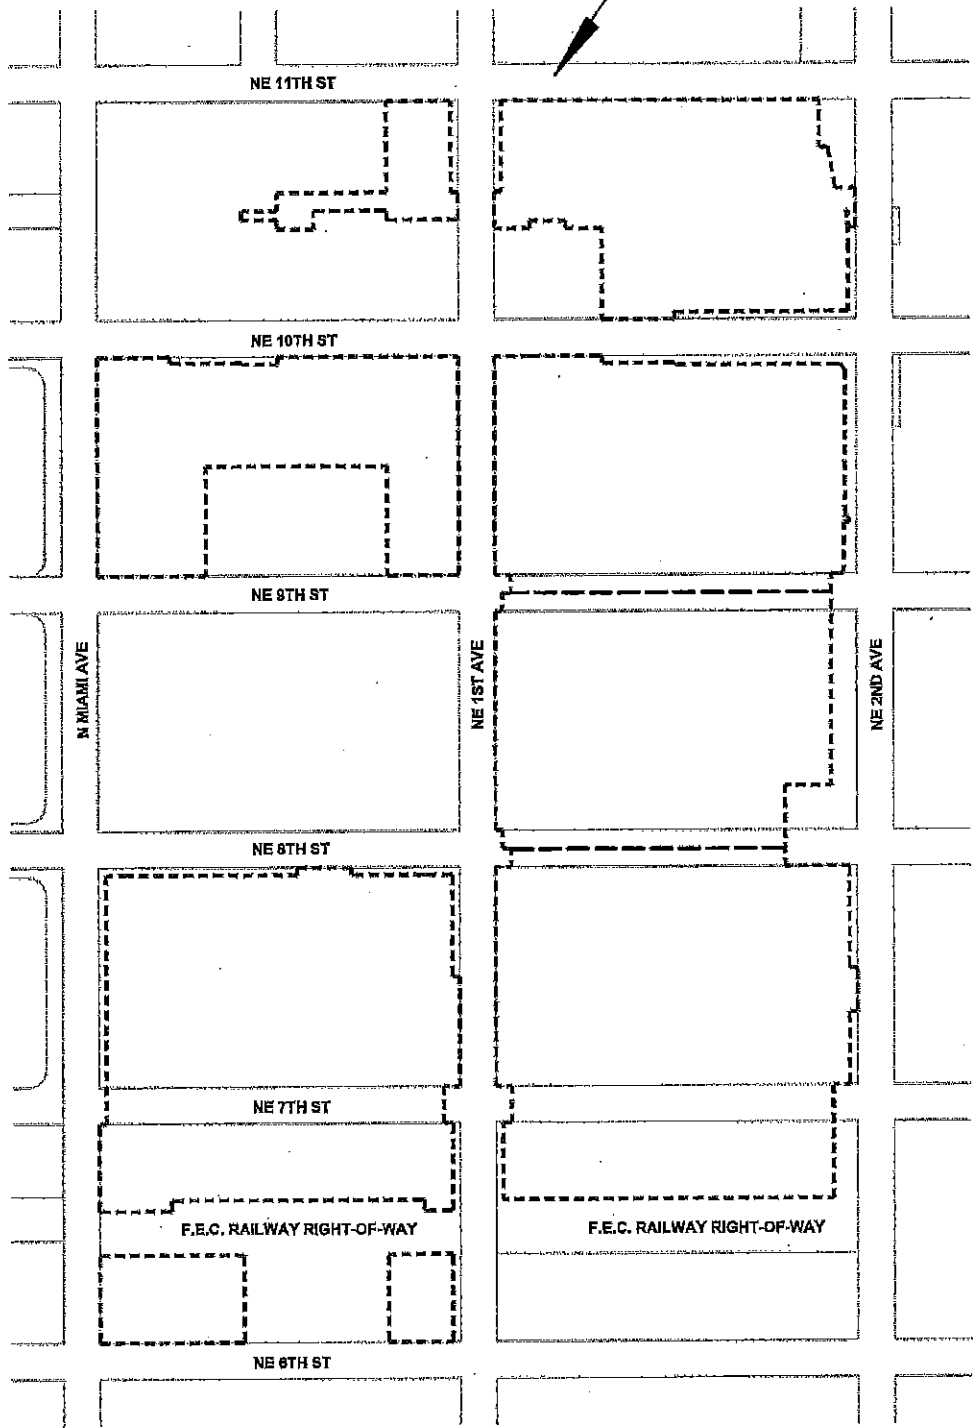 NE 11TH ST
NE 10TH ST
NE 9TH ST
N MIAMI AVE
NE 1ST AVE
NE 2ND AVE
NE 8TH ST
NE 7TH ST
F.E.C. RAILWAY RIGHT-OF-WAY
F.E.C. RAILWAY RIGHT-OF-WAY
NE 6TH ST